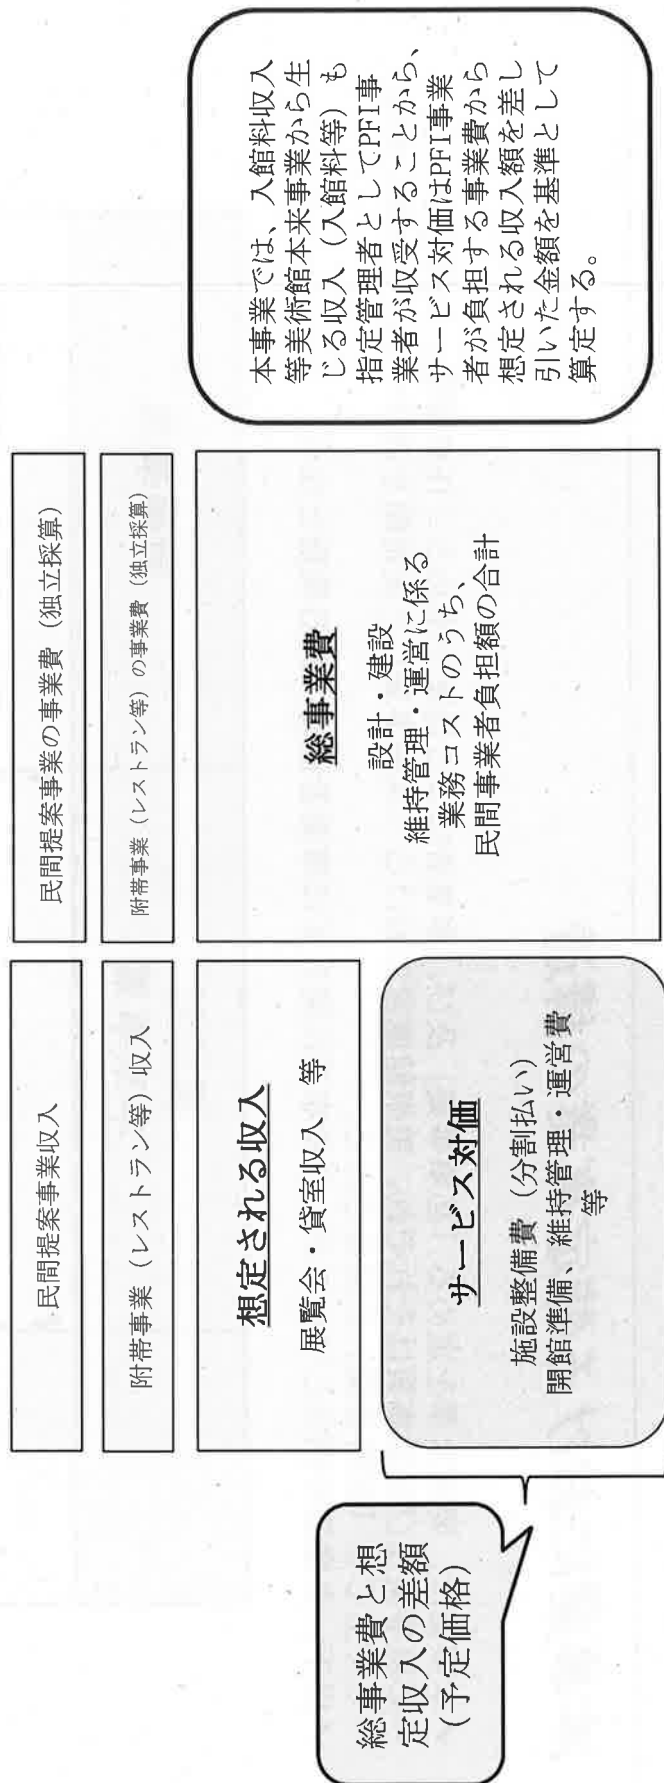 民間提案事業収入
民間提案事業の事業費（独立採算）
附帯事業（レストラン等）収入
附帯事業（レストラン等）の事業費（独立採算）
想定される収入
展覧会・貸室収入　等
サービス対価
施設整備費（分割払い）
開館準備、維持管理・運営費
等
総事業費
設計・建設
維持管理・運営に係る
業務コストのうち、
民間事業者負担額の合計
総事業費と想
定収入の差額
（予定価格）
本事業では、入館料収入
等美術館本来事業から生
じる収入（入館料等）も
指定管理者としてPFI事
業者が収受することから、
サービス対価はPFI事業
者が負担する事業費から
想定される収入額を差し
引いた金額を基準として
算定する。